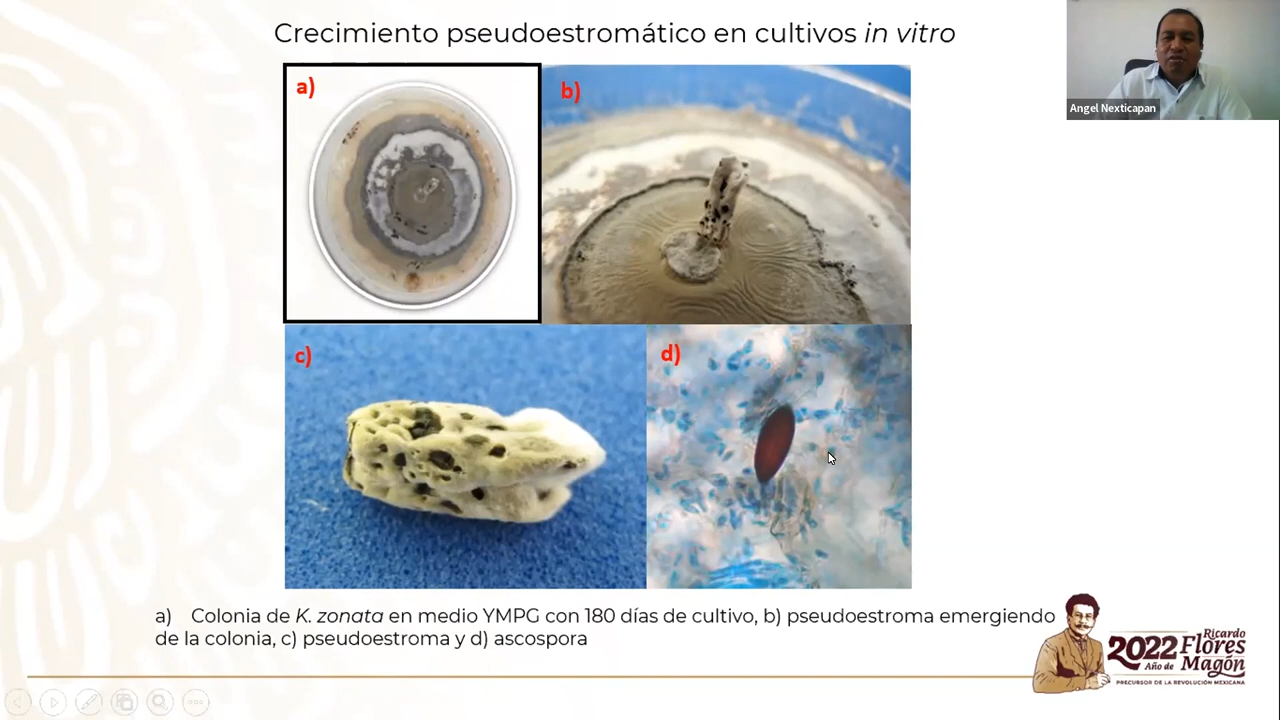 Crecimiento pseudoestromático en cultivos in vitro
a)
b)
Angel Nexticapan
c)
d)
a) Colonia de K. zonata en medio YMPG con 180 días de cultivo, b) pseudoestroma emergiendo
de la colonia, c) pseudoestroma y d) ascospora
2022 Ricardo
Año de Flores
Magón
PRECURSOR DE LA REVOLUCIÓN MEXICANA